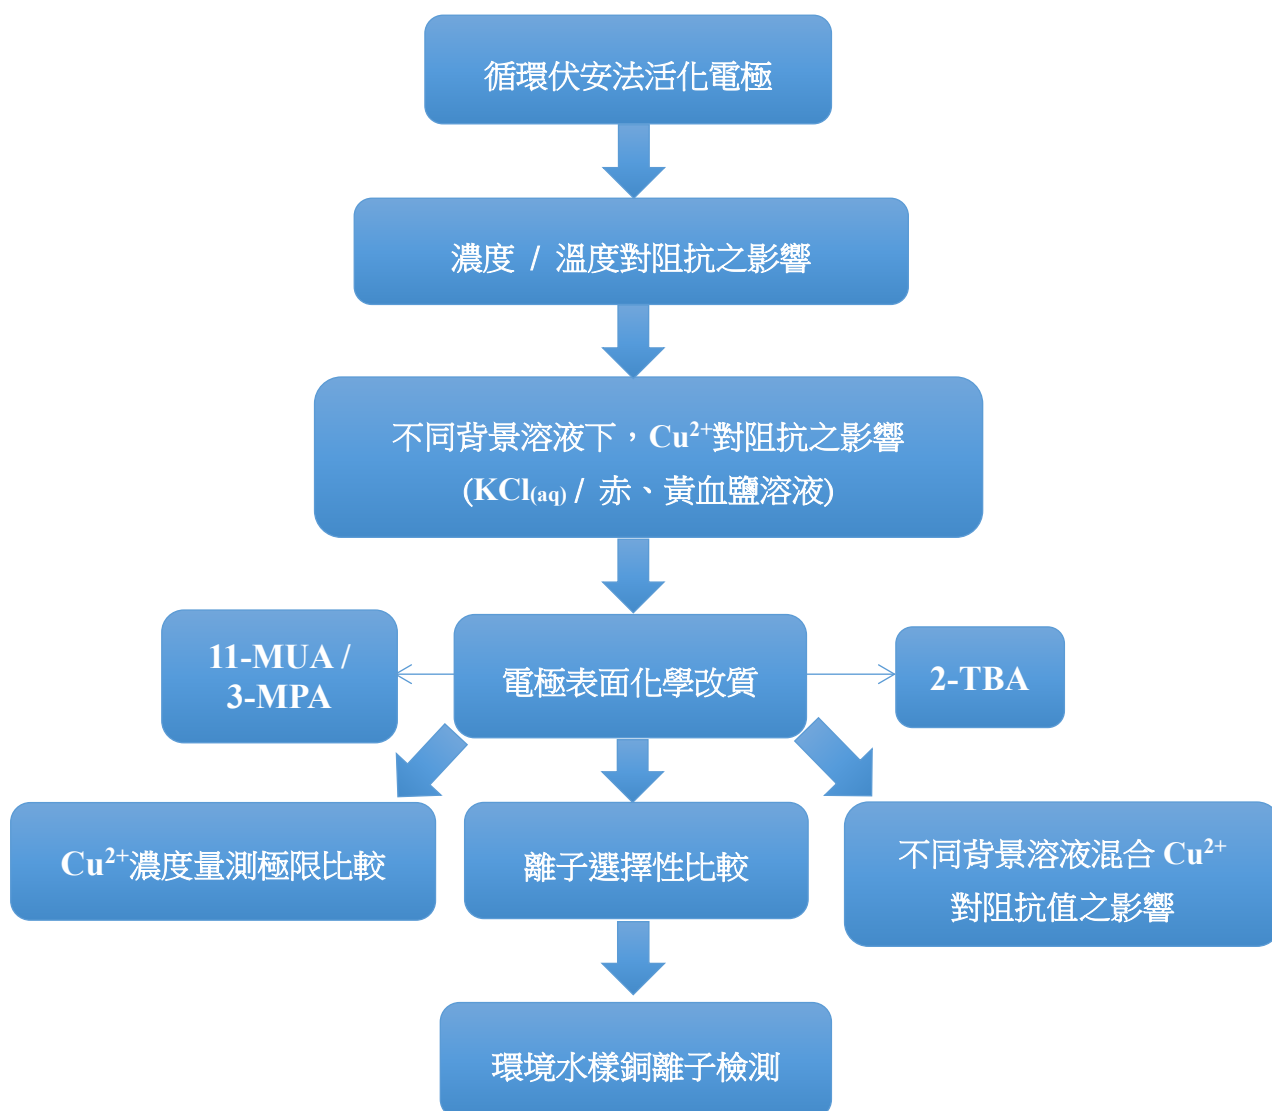 循環伏安法活化電極
濃度 / 溫度對阻抗之影響
不同背景溶液下，Cu²⁺對阻抗之影響
(KCl₍aq₎ / 赤、黃血鹽溶液)
11-MUA /
3-MPA
電極表面化學改質
2-TBA
Cu²⁺濃度量測極限比較
離子選擇性比較
不同背景溶液混合 Cu²⁺
對阻抗值之影響
環境水樣銅離子檢測